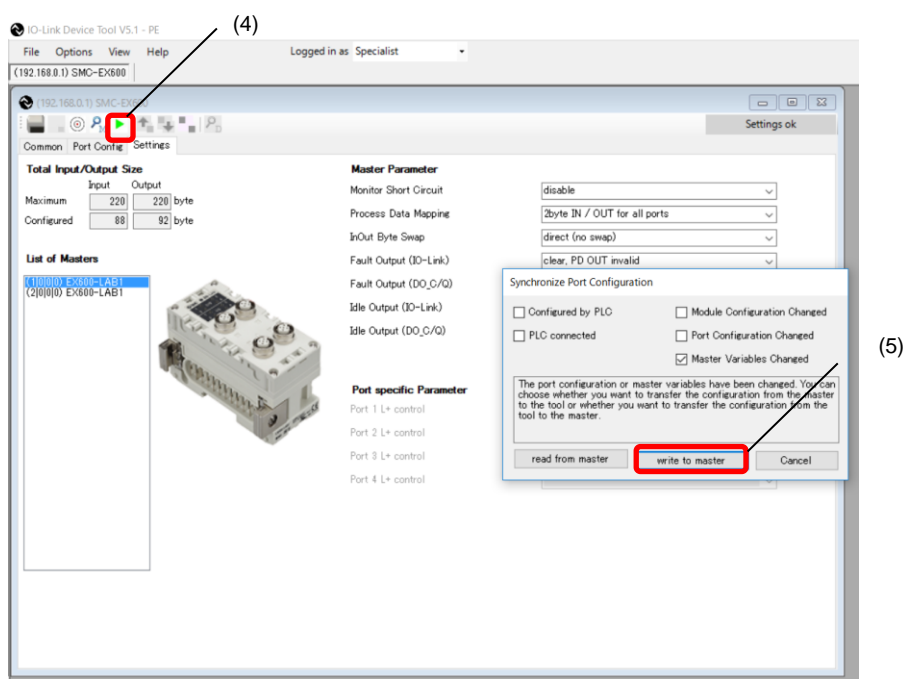 (4)
IO-Link Device Tool V5.1 - PE
File Options View Help Logged in as Specialist
(192.168.0.1) SMC-EX600
(192.168.0.1) SMC-EX600
Settings ok
Common Port Config Settings
Total Input/Output Size
Input Output
Maximum 220 220 byte
Configured 88 92 byte
List of Masters
(1|0|0|0) EX600-LAB1
(2|0|0|0) EX600-LAB1
Master Parameter
Monitor Short Circuit disable
Process Data Mapping 2byte IN / OUT for all ports
InOut Byte Swap direct (no swap)
Fault Output (IO-Link) clear, PD OUT invalid
Fault Output (DO_C/Q)
Idle Output (IO-Link)
Idle Output (DO_C/Q)
Port specific Parameter
Port 1 L+ control
Port 2 L+ control
Port 3 L+ control
Port 4 L+ control
Synchronize Port Configuration
Configured by PLC Module Configuration Changed
PLC connected Port Configuration Changed
Master Variables Changed
The port configuration or master variables have been changed. You can
choose whether you want to transfer the configuration from the master
to the tool or whether you want to transfer the configuration from the
tool to the master.
read from master write to master Cancel
(5)